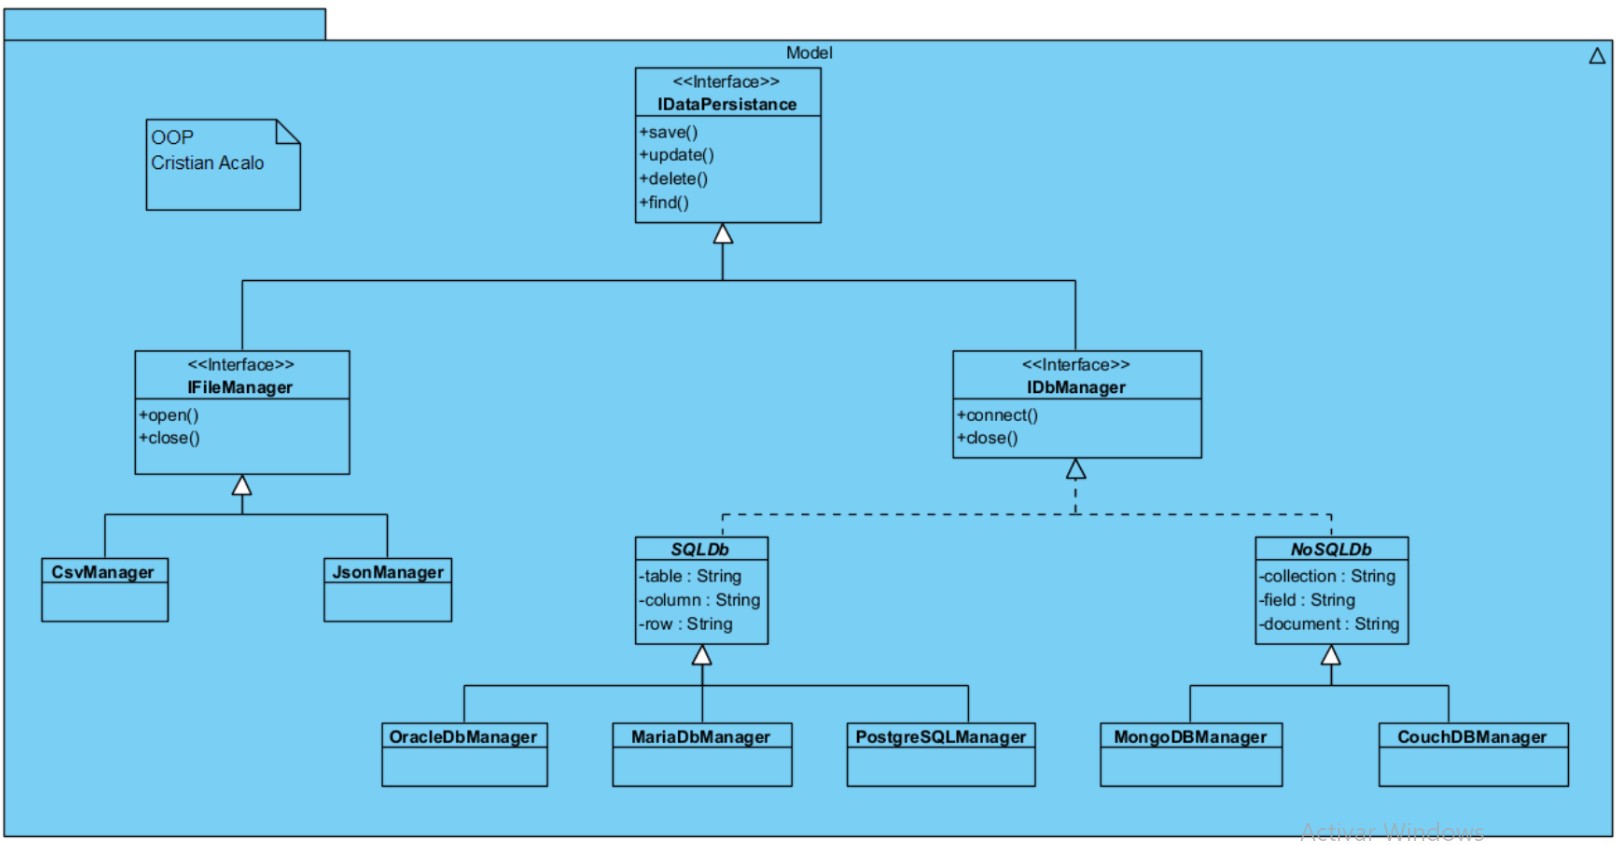 Model
<<Interface>>
IDataPersistance
+save()
+update()
+delete()
+find()
OOP
Cristian Acalo
<<Interface>>
IFileManager
+open()
+close()
<<Interface>>
IDbManager
+connect()
+close()
CsvManager
JsonManager
SQLDb
-table : String
-column : String
-row : String
NoSQLDb
-collection : String
-field : String
-document : String
OracleDbManager
MariaDbManager
PostgreSQLManager
MongoDBManager
CouchDBManager
Activar Windows